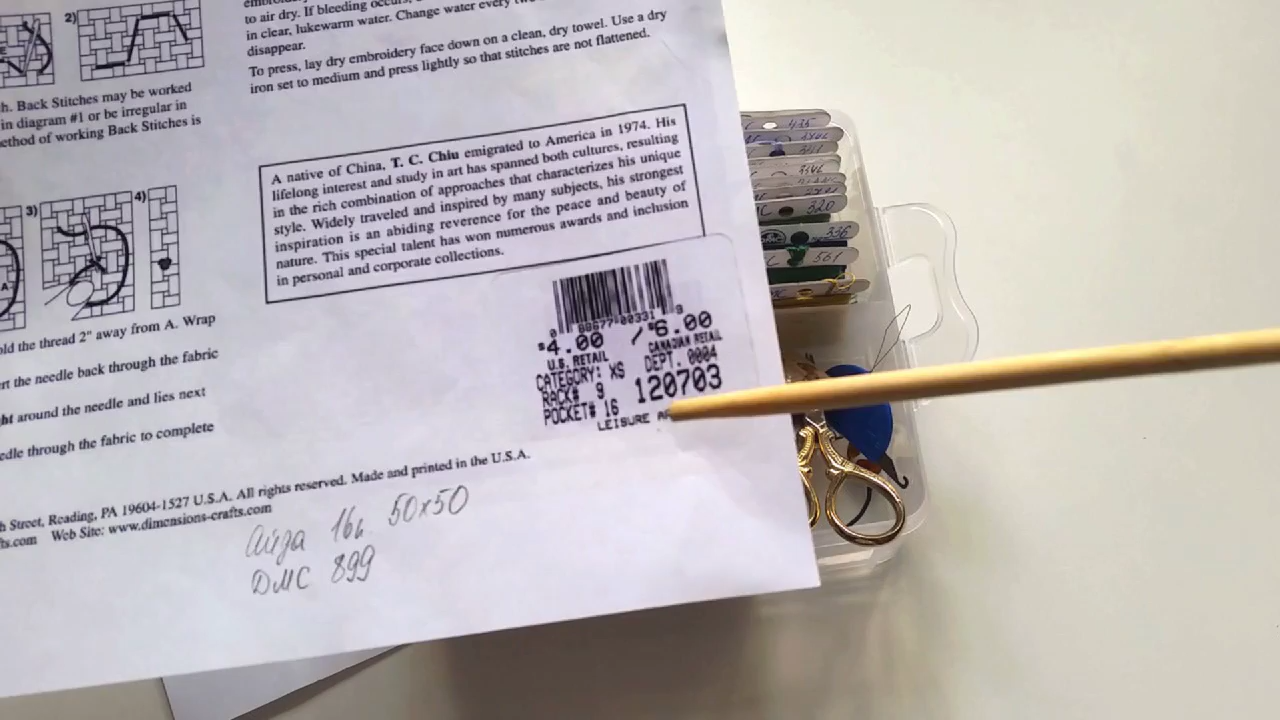 2)
to air dry. If bleeding occurs,
in clear, lukewarm water. Change water every
disappear.
To press, lay dry embroidery face down on a clean, dry towel. Use a dry
iron set to medium and press lightly so that stitches are not flattened.
h. Back Stitches may be worked
in diagram #1 or be irregular in
ethod of working Back Stitches is
A native of China, T. C. Chiu emigrated to America in 1974. His
lifelong interest and study in art has spanned both cultures, resulting
in the rich combination of approaches that characterizes his unique
style. Widely traveled and inspired by many subjects, his strongest
inspiration is an abiding reverence for the peace and beauty of
nature. This special talent has won numerous awards and inclusion
in personal and corporate collections.
3)
4)
A
old the thread 2" away from A. Wrap
rt the needle back through the fabric
ht around the needle and lies next
edle through the fabric to complete
0 88677 00331 9
$4.00 / $6.00
U.S. RETAIL CANADIAN RETAIL
CATEGORY: XS DEPT. 0004
RACK# 9 120703
POCKET# 16
LEISURE
h Street, Reading, PA 19604-1527 U.S.A. All rights reserved. Made and printed in the U.S.A.
ts.com Web Site: www.dimensions-crafts.com
Аида 16к 50x50
DMC 899
435
320
336
561